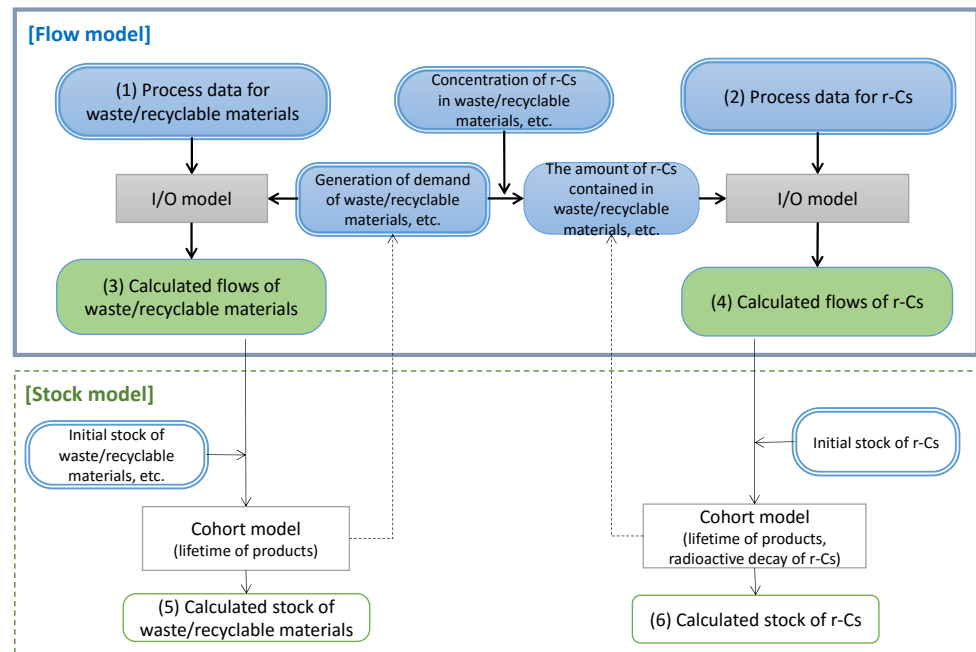 [Flow model]
(1) Process data for
waste/recyclable materials
Concentration of r-Cs
in waste/recyclable
materials, etc.
(2) Process data for r-Cs
I/O model
Generation of demand
of waste/recyclable
materials, etc.
The amount of r-Cs
contained in
waste/recyclable
materials, etc.
I/O model
(3) Calculated flows of
waste/recyclable materials
(4) Calculated flows of r-Cs
[Stock model]
Initial stock of
waste/recyclable
materials, etc.
Initial stock of r-Cs
Cohort model
(lifetime of products)
Cohort model
(lifetime of products,
radioactive decay of r-Cs)
(5) Calculated stock of
waste/recyclable materials
(6) Calculated stock of r-Cs